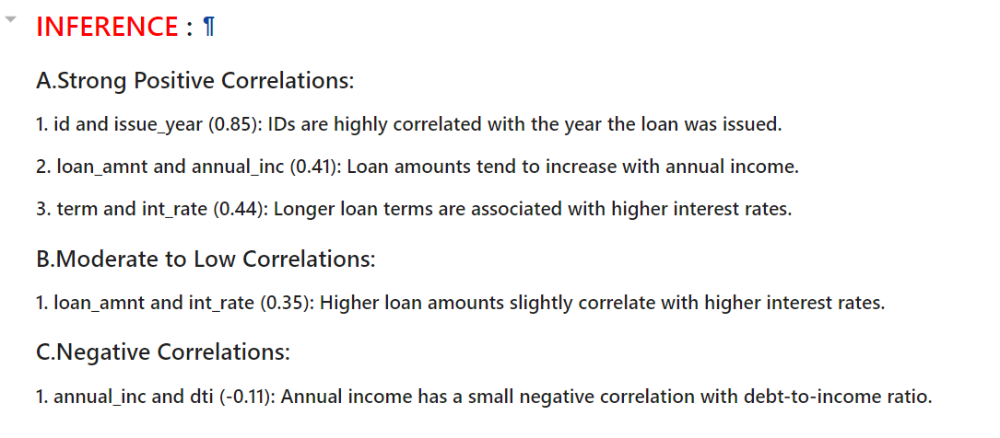 INFERENCE : ¶
A.Strong Positive Correlations:
1. id and issue_year (0.85): IDs are highly correlated with the year the loan was issued.
2. loan_amnt and annual_inc (0.41): Loan amounts tend to increase with annual income.
3. term and int_rate (0.44): Longer loan terms are associated with higher interest rates.
B.Moderate to Low Correlations:
1. loan_amnt and int_rate (0.35): Higher loan amounts slightly correlate with higher interest rates.
C.Negative Correlations:
1. annual_inc and dti (-0.11): Annual income has a small negative correlation with debt-to-income ratio.